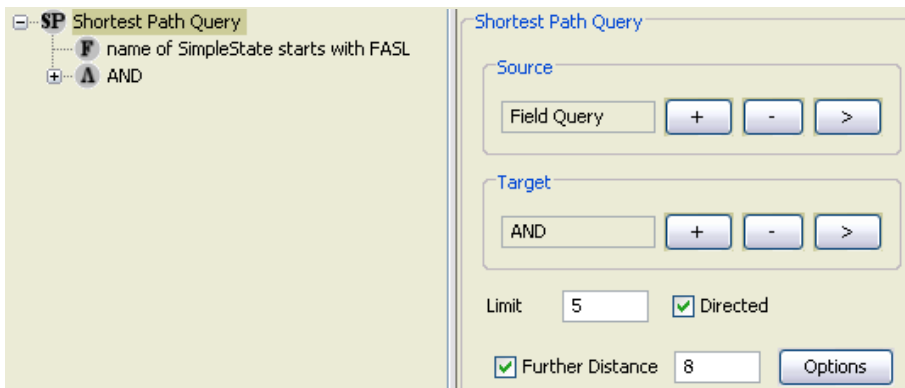 SP Shortest Path Query
F name of SimpleState starts with FASL
Λ AND
Shortest Path Query
Source
Field Query + - >
Target
AND + - >
Limit 5 Directed
Further Distance 8 Options